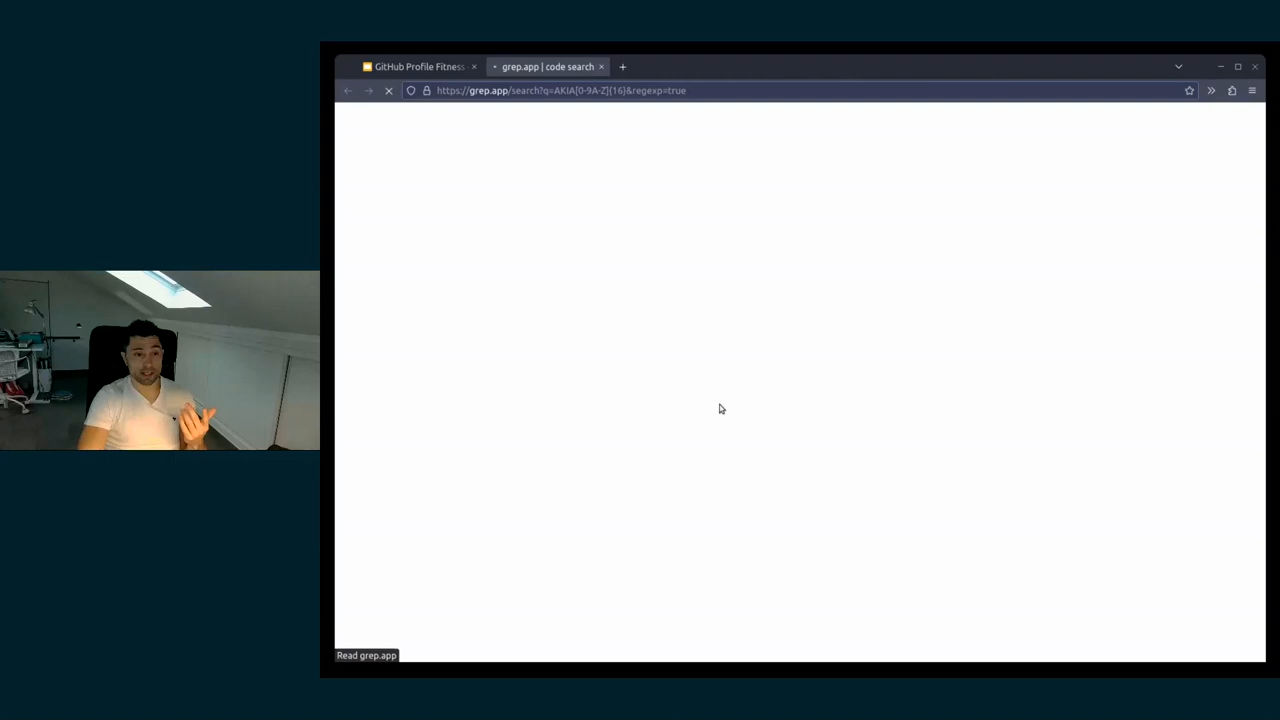 GitHub Profile Fitness
grep.app | code search
https://grep.app/search?q=AKIA[0-9A-Z]{16}&regexp=true
Read grep.app